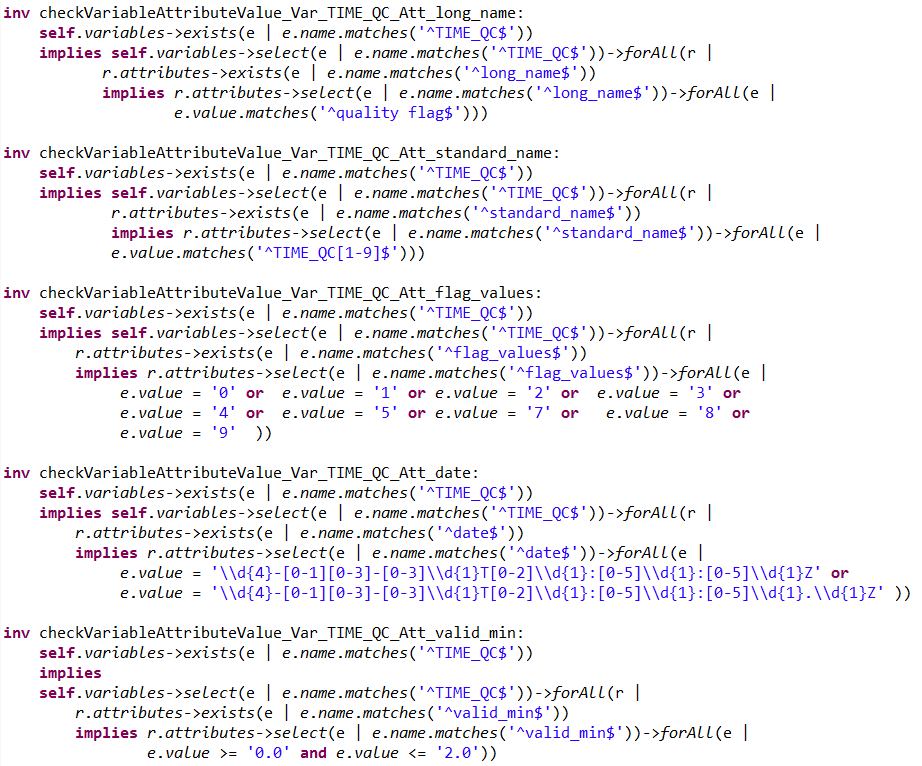 inv checkVariableAttributeValue_Var_TIME_QC_Att_long_name:
    self.variables->exists(e | e.name.matches('^TIME_QC$'))
    implies self.variables->select(e | e.name.matches('^TIME_QC$'))->forAll(r |
           r.attributes->exists(e | e.name.matches('^long_name$'))
           implies r.attributes->select(e | e.name.matches('^long_name$'))->forAll(e |
                   e.value.matches('^quality flag$')))

inv checkVariableAttributeValue_Var_TIME_QC_Att_standard_name:
    self.variables->exists(e | e.name.matches('^TIME_QC$'))
    implies self.variables->select(e | e.name.matches('^TIME_QC$'))->forAll(r |
            r.attributes->exists(e | e.name.matches('^standard_name$'))
            implies r.attributes->select(e | e.name.matches('^standard_name$'))->forAll(e |
            e.value.matches('^TIME_QC[1-9]$')))

inv checkVariableAttributeValue_Var_TIME_QC_Att_flag_values:
    self.variables->exists(e | e.name.matches('^TIME_QC$'))
    implies self.variables->select(e | e.name.matches('^TIME_QC$'))->forAll(r |
        r.attributes->exists(e | e.name.matches('^flag_values$'))
        implies r.attributes->select(e | e.name.matches('^flag_values$'))->forAll(e |
             e.value = '0' or  e.value = '1' or e.value = '2' or  e.value = '3' or
             e.value = '4' or  e.value = '5' or e.value = '7' or   e.value = '8' or
             e.value = '9'  ))

inv checkVariableAttributeValue_Var_TIME_QC_Att_date:
    self.variables->exists(e | e.name.matches('^TIME_QC$'))
    implies self.variables->select(e | e.name.matches('^TIME_QC$'))->forAll(r |
        r.attributes->exists(e | e.name.matches('^date$'))
        implies r.attributes->select(e | e.name.matches('^date$'))->forAll(e |
             e.value = '\\d{4}-[0-1][0-3]-[0-3]\\d{1}T[0-2]\\d{1}:[0-5]\\d{1}:[0-5]\\d{1}Z' or
             e.value = '\\d{4}-[0-1][0-3]-[0-3]\\d{1}T[0-2]\\d{1}:[0-5]\\d{1}:[0-5]\\d{1}.\\d{1}Z' ))

inv checkVariableAttributeValue_Var_TIME_QC_Att_valid_min:
    self.variables->exists(e | e.name.matches('^TIME_QC$'))
    implies
    self.variables->select(e | e.name.matches('^TIME_QC$'))->forAll(r |
        r.attributes->exists(e | e.name.matches('^valid_min$'))
        implies r.attributes->select(e | e.name.matches('^valid_min$'))->forAll(e |
                e.value >= '0.0' and e.value <= '2.0'))